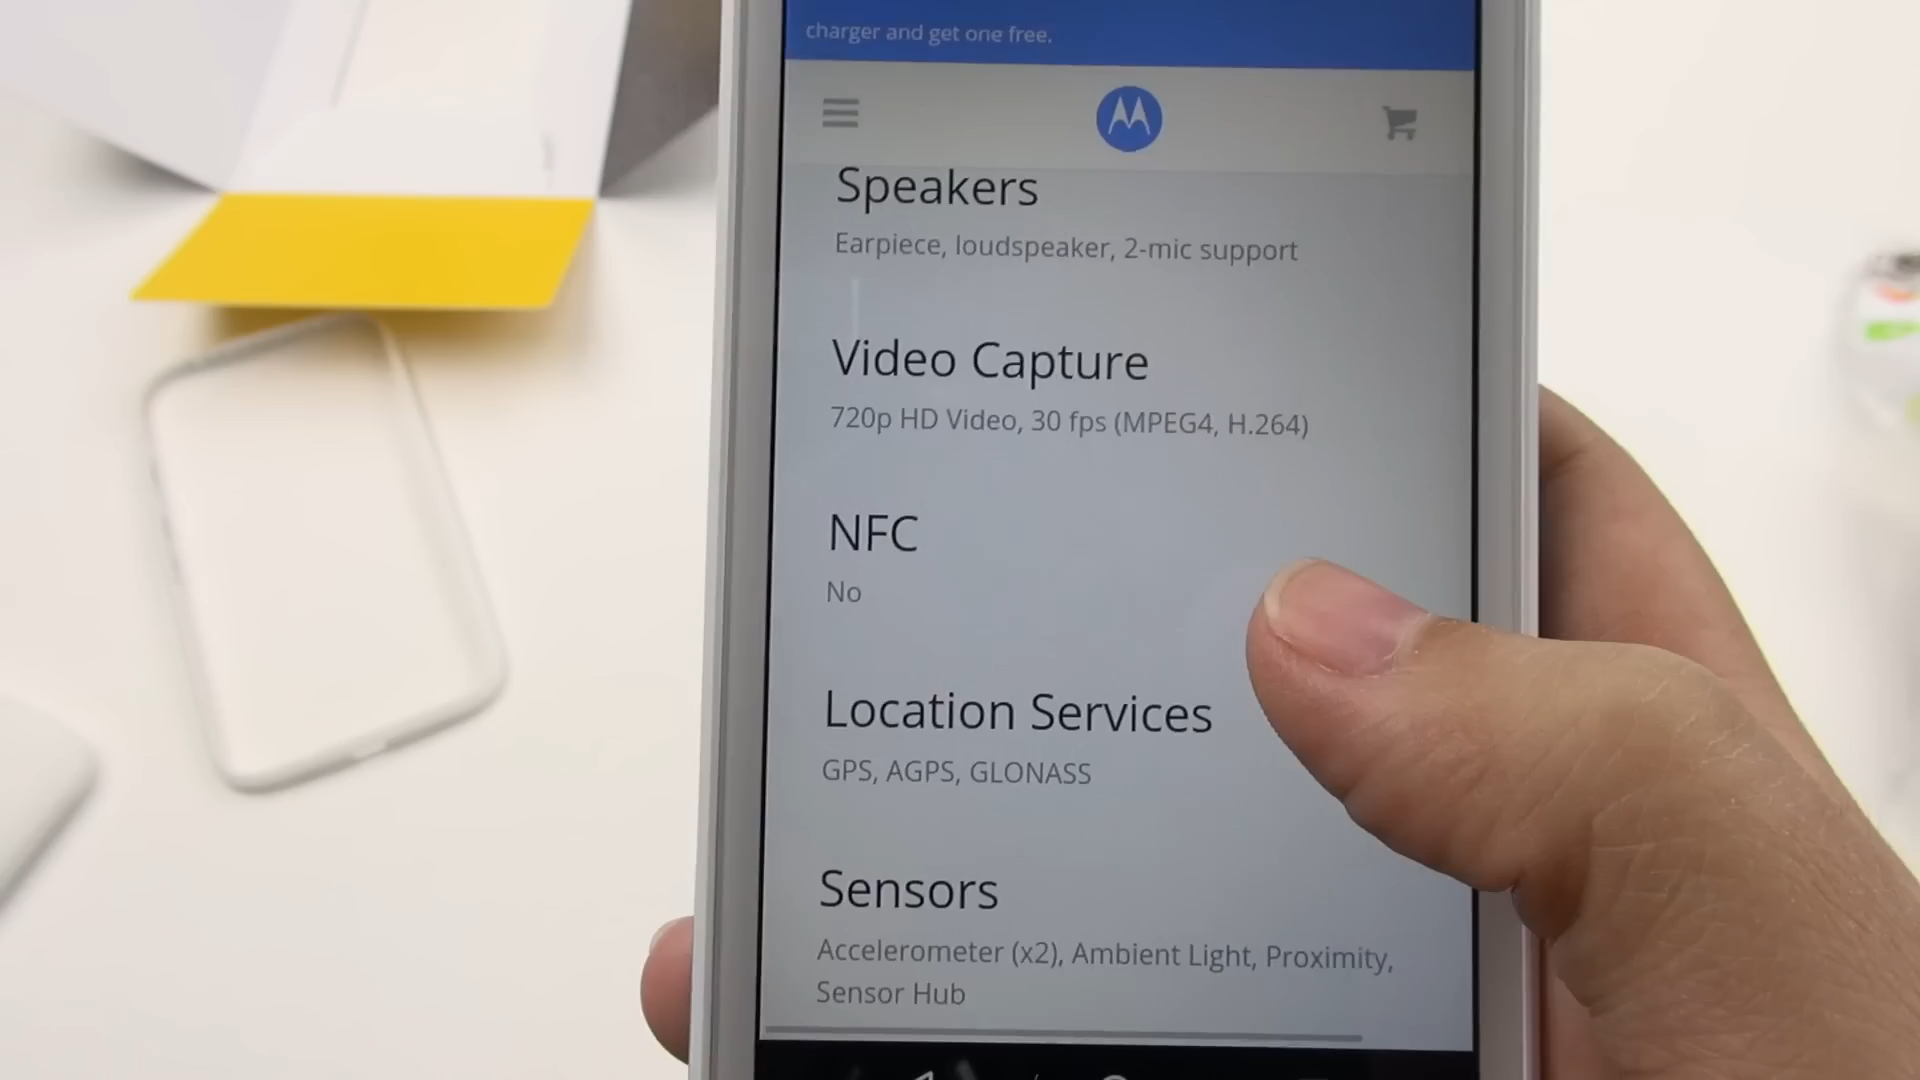 charger and get one free.
Speakers
Earpiece, loudspeaker, 2-mic support
Video Capture
720p HD Video, 30 fps (MPEG4, H.264)
NFC
No
Location Services
GPS, AGPS, GLONASS
Sensors
Accelerometer (x2), Ambient Light, Proximity,
Sensor Hub